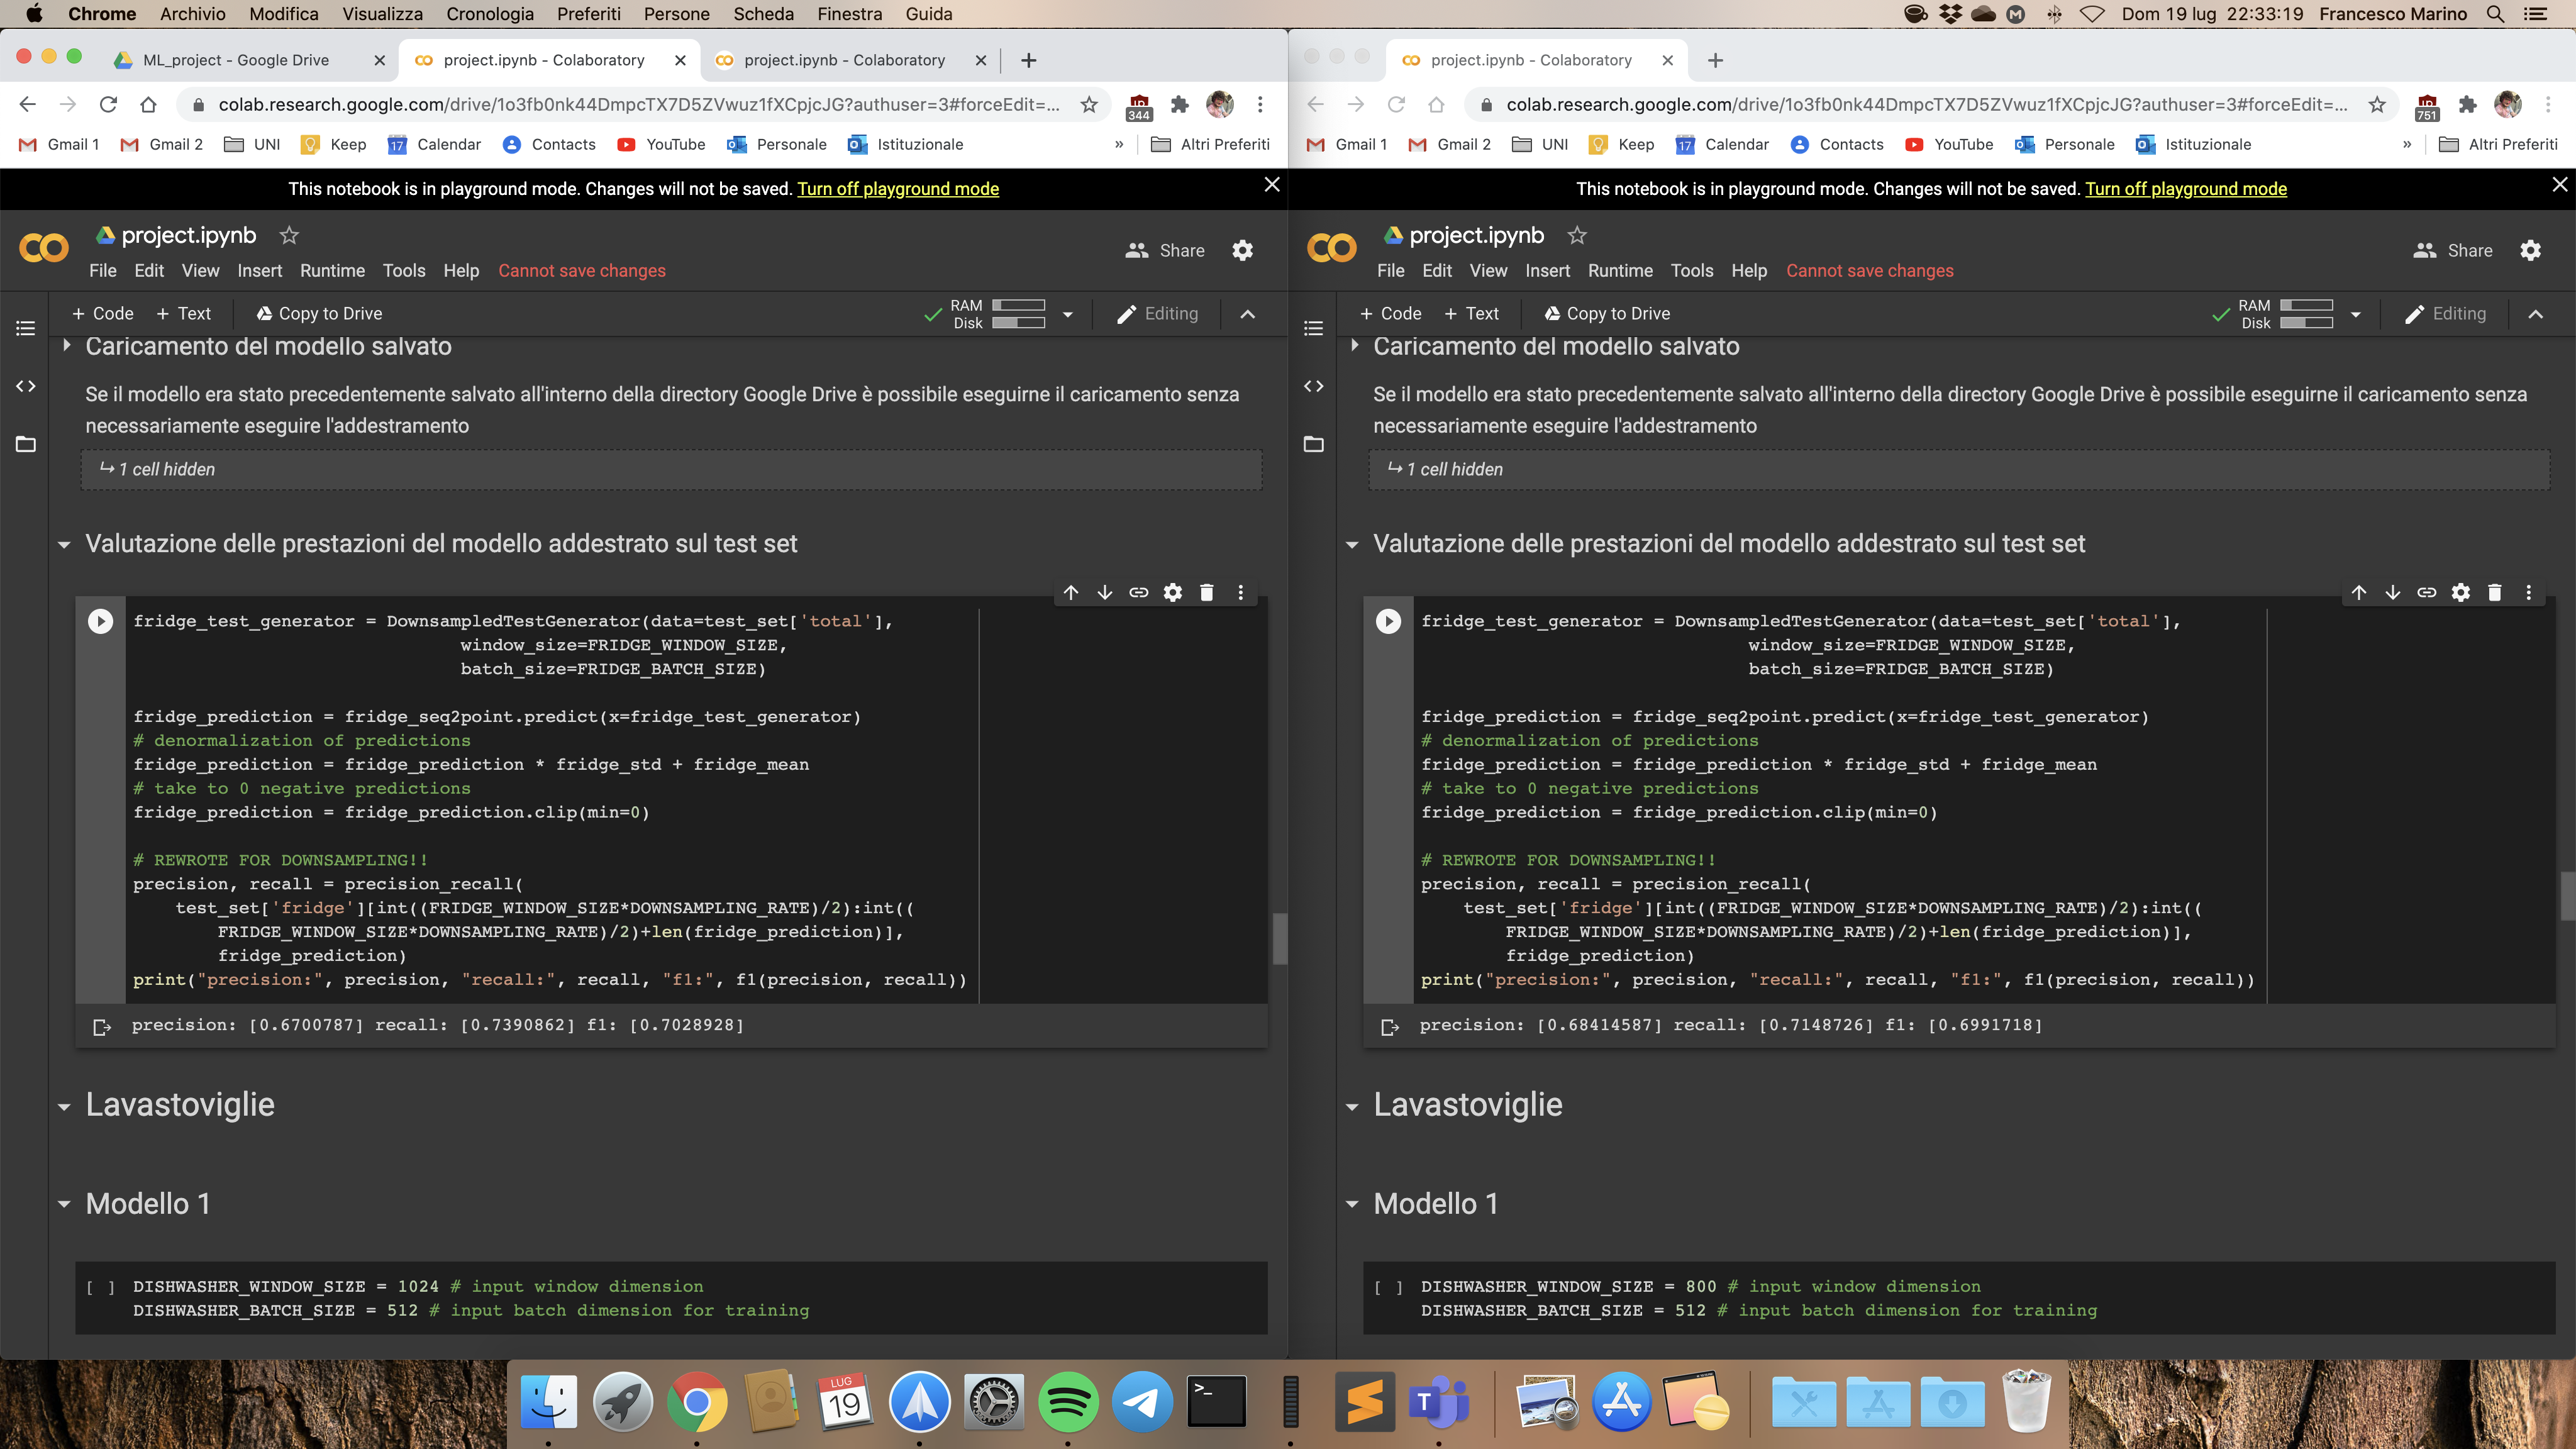 Chrome Archivio Modifica Visualizza Cronologia Preferiti Persone Scheda Finestra Guida Dom 19 lug 22:33:19 Francesco Marino
ML_project - Google Drive project.ipynb - Colaboratory project.ipynb - Colaboratory
colab.research.google.com/drive/1o3fb0nk44DmpcTX7D5ZVwuz1fXCpjcJG?authuser=3#forceEdit=... 344
Gmail 1 Gmail 2 UNI Keep 17 Calendar Contacts YouTube Personale Istituzionale » Altri Preferiti
This notebook is in playground mode. Changes will not be saved. Turn off playground mode
project.ipynb
Share
File Edit View Insert Runtime Tools Help Cannot save changes
+ Code + Text Copy to Drive RAM Disk Editing
Caricamento del modello salvato
Se il modello era stato precedentemente salvato all'interno della directory Google Drive è possibile eseguirne il caricamento senza
necessariamente eseguire l'addestramento
↳ 1 cell hidden
Valutazione delle prestazioni del modello addestrato sul test set
fridge_test_generator = DownsampledTestGenerator(data=test_set['total'],
window_size=FRIDGE_WINDOW_SIZE,
batch_size=FRIDGE_BATCH_SIZE)
fridge_prediction = fridge_seq2point.predict(x=fridge_test_generator)
# denormalization of predictions
fridge_prediction = fridge_prediction * fridge_std + fridge_mean
# take to 0 negative predictions
fridge_prediction = fridge_prediction.clip(min=0)
# REWROTE FOR DOWNSAMPLING!!
precision, recall = precision_recall(
test_set['fridge'][int((FRIDGE_WINDOW_SIZE*DOWNSAMPLING_RATE)/2):int((
FRIDGE_WINDOW_SIZE*DOWNSAMPLING_RATE)/2)+len(fridge_prediction)],
fridge_prediction)
print("precision:", precision, "recall:", recall, "f1:", f1(precision, recall))
precision: [0.6700787] recall: [0.7390862] f1: [0.7028928]
Lavastoviglie
Modello 1
[ ] DISHWASHER_WINDOW_SIZE = 1024 # input window dimension
DISHWASHER_BATCH_SIZE = 512 # input batch dimension for training
project.ipynb - Colaboratory
colab.research.google.com/drive/1o3fb0nk44DmpcTX7D5ZVwuz1fXCpjcJG?authuser=3#forceEdit=... 751
Gmail 1 Gmail 2 UNI Keep 17 Calendar Contacts YouTube Personale Istituzionale » Altri Preferiti
This notebook is in playground mode. Changes will not be saved. Turn off playground mode
project.ipynb
Share
File Edit View Insert Runtime Tools Help Cannot save changes
+ Code + Text Copy to Drive RAM Disk Editing
Caricamento del modello salvato
Se il modello era stato precedentemente salvato all'interno della directory Google Drive è possibile eseguirne il caricamento senza
necessariamente eseguire l'addestramento
↳ 1 cell hidden
Valutazione delle prestazioni del modello addestrato sul test set
fridge_test_generator = DownsampledTestGenerator(data=test_set['total'],
window_size=FRIDGE_WINDOW_SIZE,
batch_size=FRIDGE_BATCH_SIZE)
fridge_prediction = fridge_seq2point.predict(x=fridge_test_generator)
# denormalization of predictions
fridge_prediction = fridge_prediction * fridge_std + fridge_mean
# take to 0 negative predictions
fridge_prediction = fridge_prediction.clip(min=0)
# REWROTE FOR DOWNSAMPLING!!
precision, recall = precision_recall(
test_set['fridge'][int((FRIDGE_WINDOW_SIZE*DOWNSAMPLING_RATE)/2):int((
FRIDGE_WINDOW_SIZE*DOWNSAMPLING_RATE)/2)+len(fridge_prediction)],
fridge_prediction)
print("precision:", precision, "recall:", recall, "f1:", f1(precision, recall))
precision: [0.68414587] recall: [0.7148726] f1: [0.6991718]
Lavastoviglie
Modello 1
[ ] DISHWASHER_WINDOW_SIZE = 800 # input window dimension
DISHWASHER_BATCH_SIZE = 512 # input batch dimension for training
LUG
19